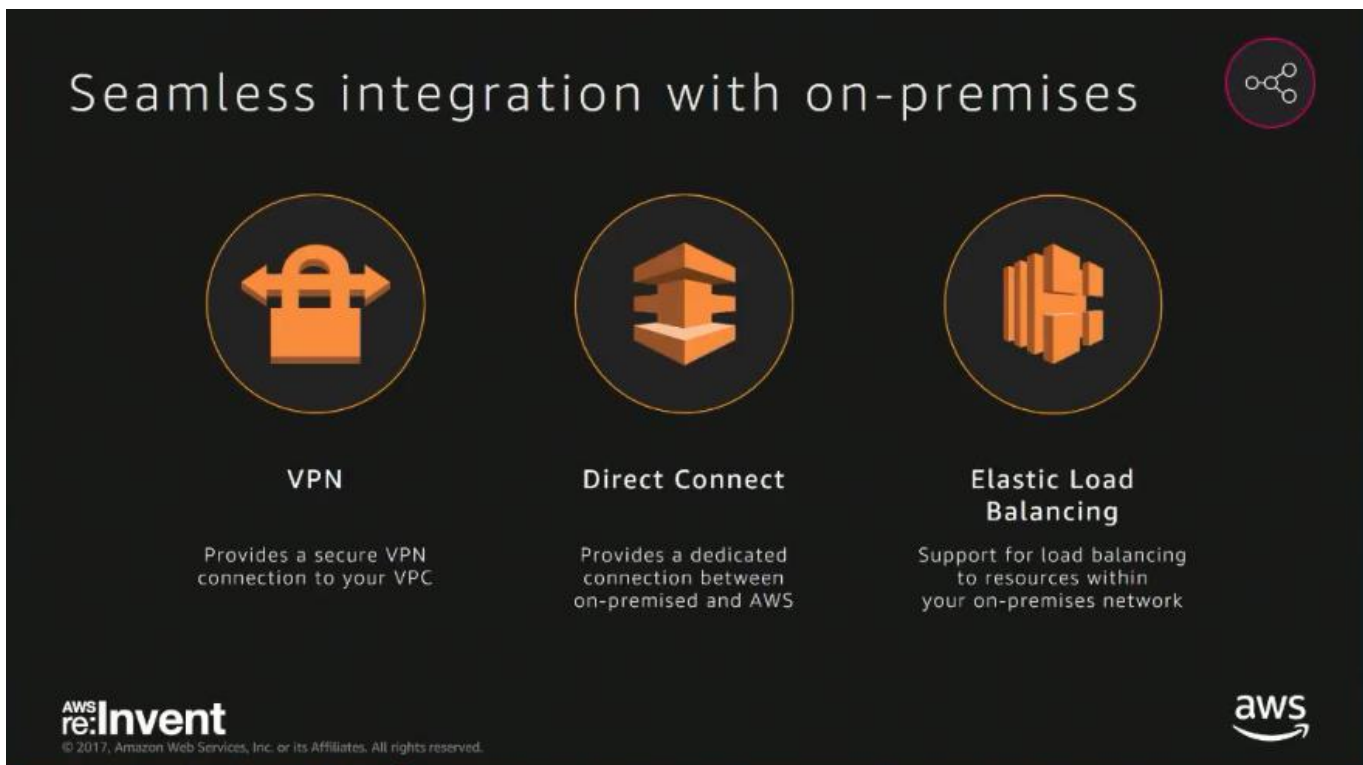 Seamless integration with on-premises
VPN
Provides a secure VPN
connection to your VPC
Direct Connect
Provides a dedicated
connection between
on-premised and AWS
Elastic Load
Balancing
Support for load balancing
to resources within
your on-premises network
AWS
re:Invent
© 2017, Amazon Web Services, Inc. or its Affiliates. All rights reserved.
aws